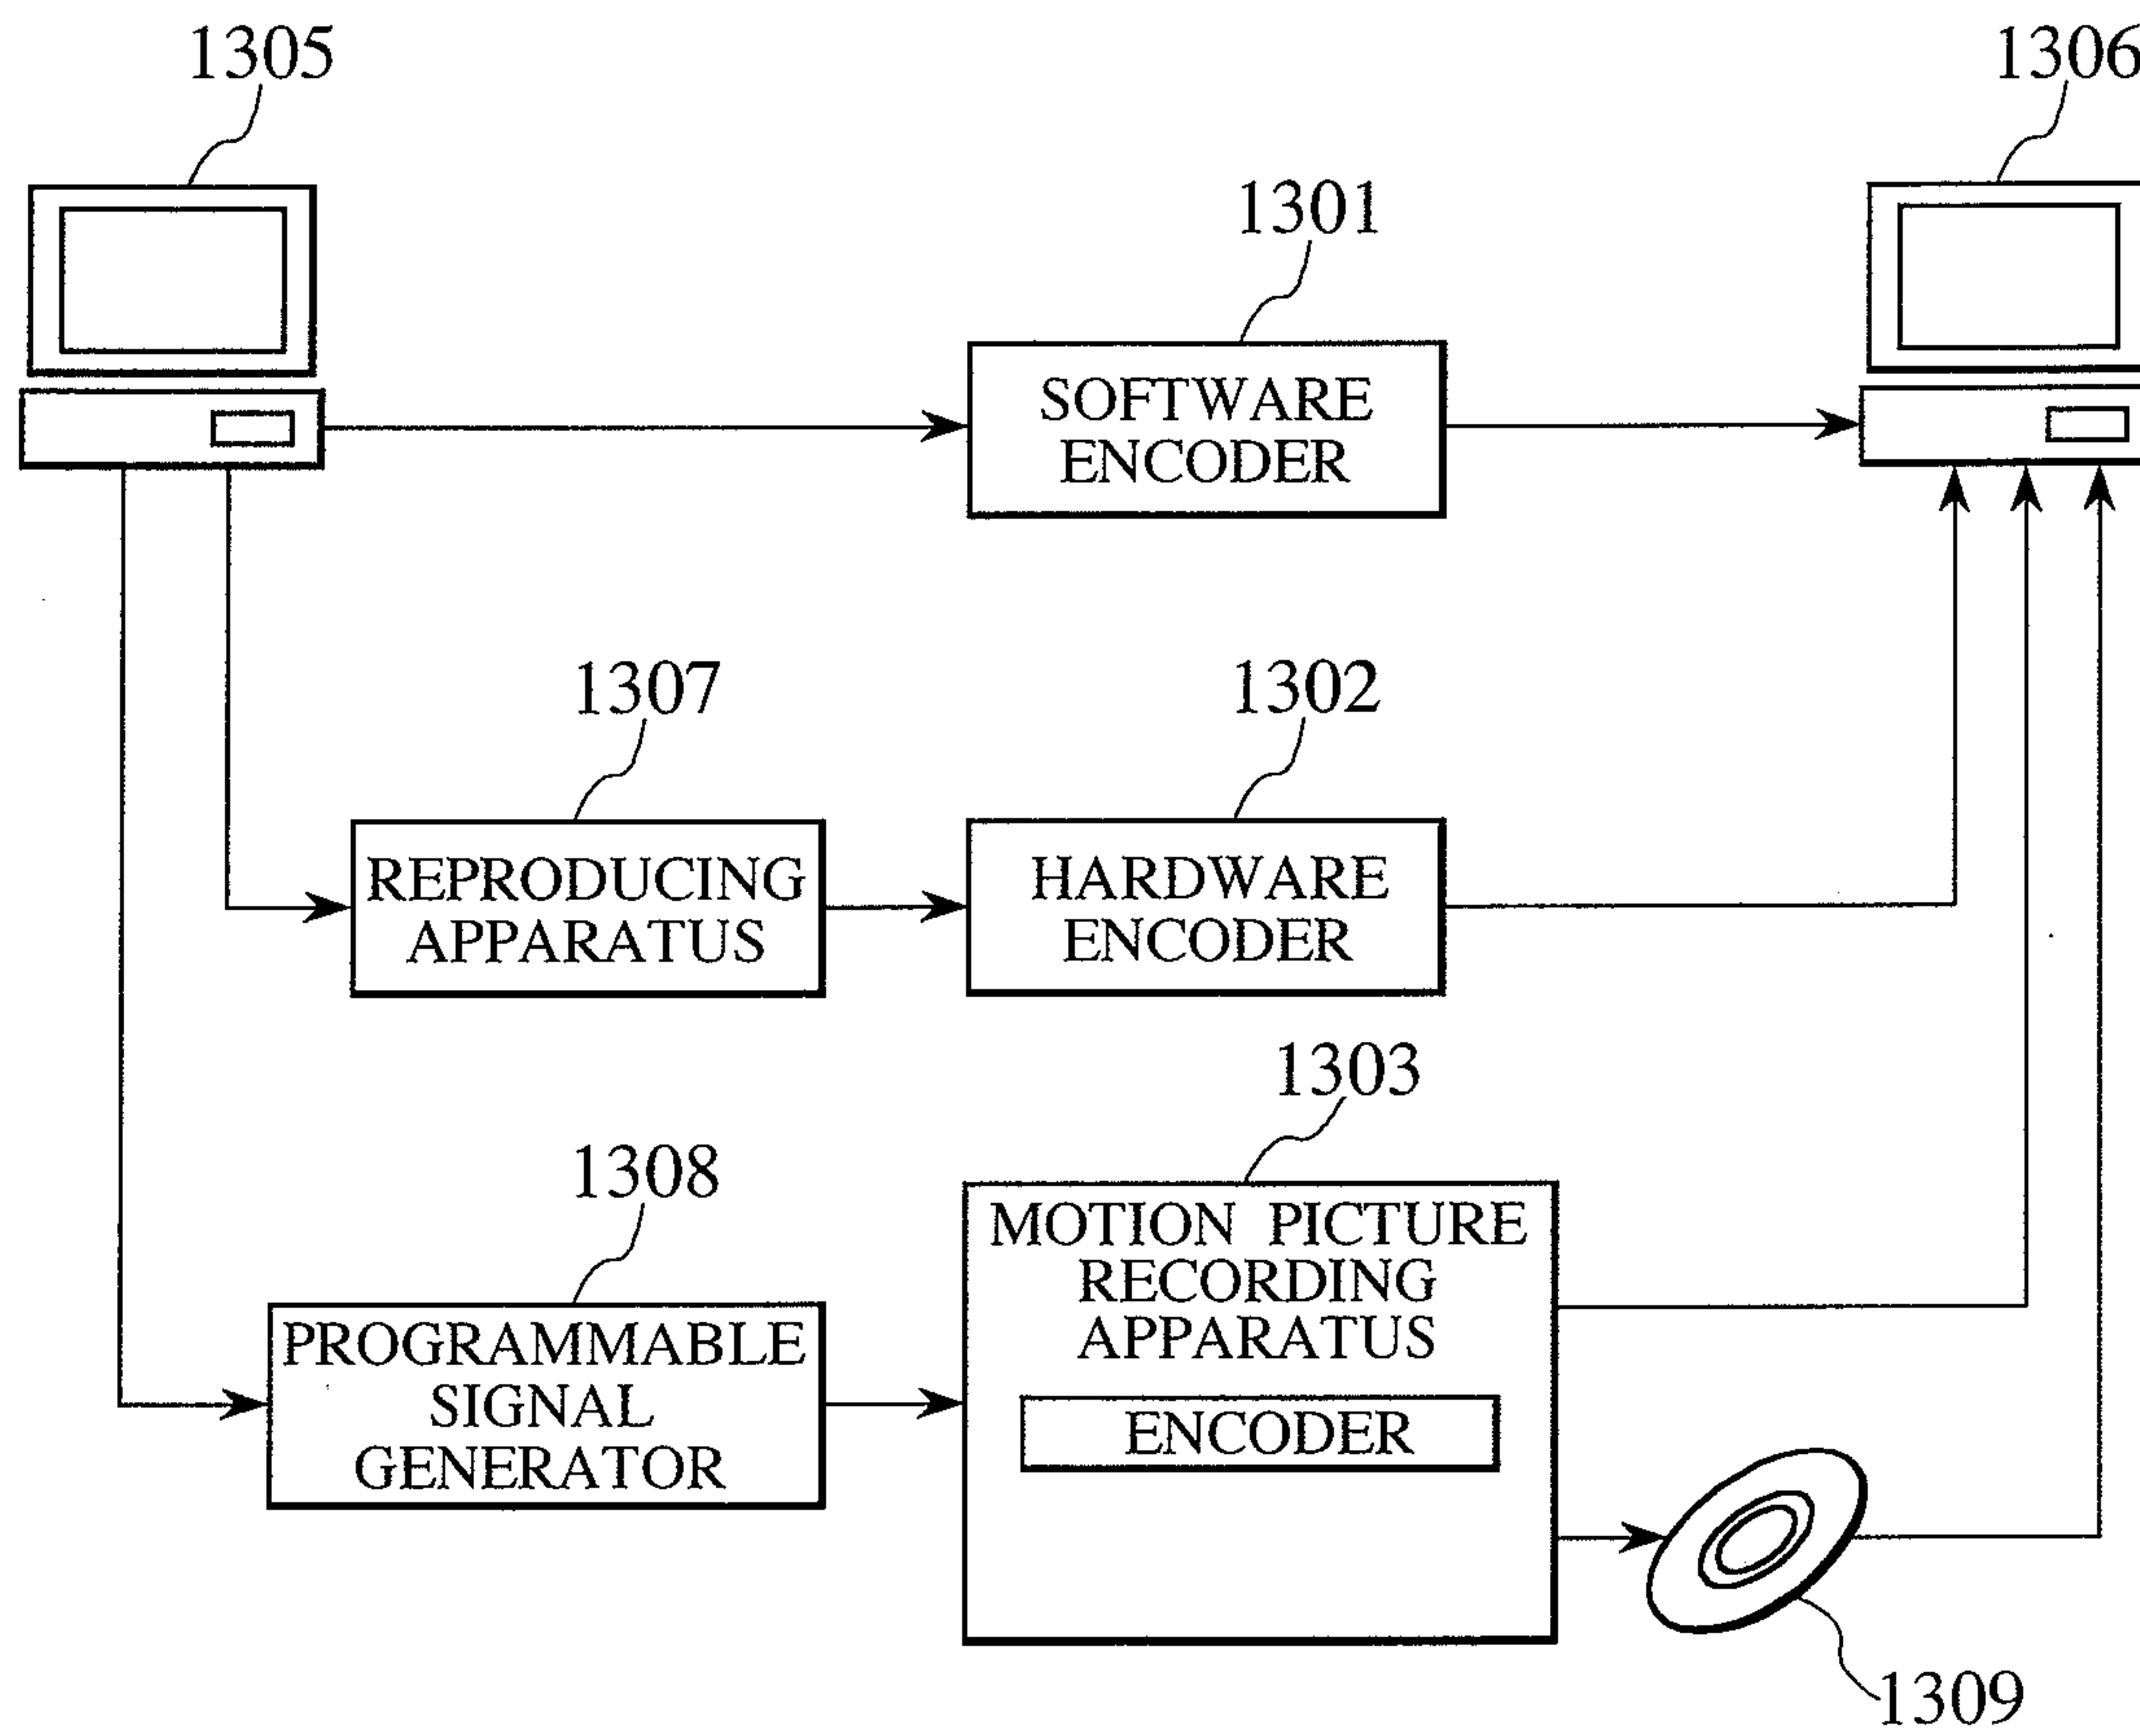 1305
1306
1301
SOFTWARE
ENCODER
1307
1302
REPRODUCING
APPARATUS
HARDWARE
ENCODER
1303
1308
MOTION PICTURE
RECORDING
APPARATUS
PROGRAMMABLE
SIGNAL
GENERATOR
ENCODER
1309